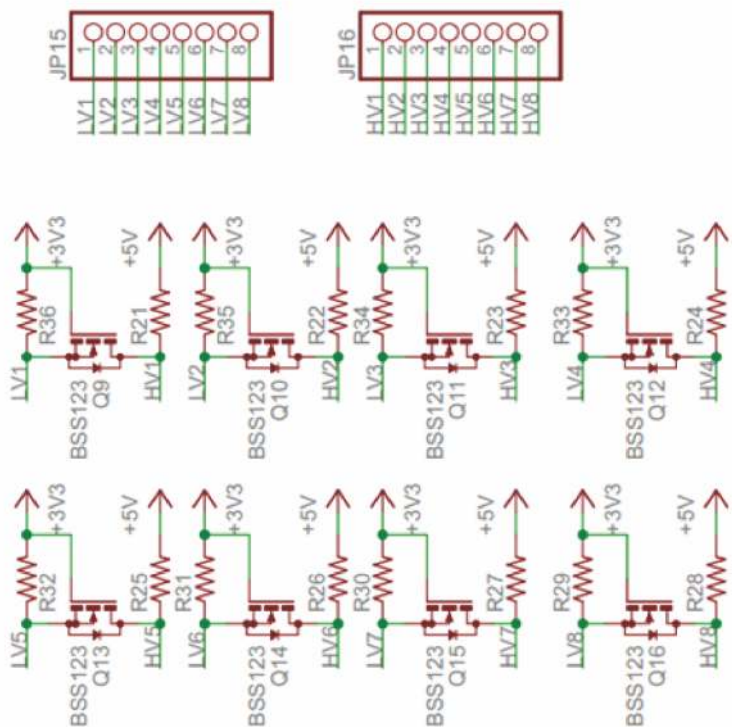 JP15
1 2 3 4 5 6 7 8
LV1 LV2 LV3 LV4 LV5 LV6 LV7 LV8
JP16
1 2 3 4 5 6 7 8
HV1 HV2 HV3 HV4 HV5 HV6 HV7 HV8
+3V3 +5V +3V3 +5V +3V3 +5V +3V3 +5V
R36 R21 R35 R22 R34 R23 R33 R24
LV1 HV1 LV2 HV2 LV3 HV3 LV4 HV4
BSS123 BSS123 BSS123 BSS123
Q9 Q10 Q11 Q12
+3V3 +5V +3V3 +5V +3V3 +5V +3V3 +5V
R32 R25 R31 R26 R30 R27 R29 R28
LV5 HV5 LV6 HV6 LV7 HV7 LV8 HV8
BSS123 BSS123 BSS123 BSS123
Q13 Q14 Q15 Q16